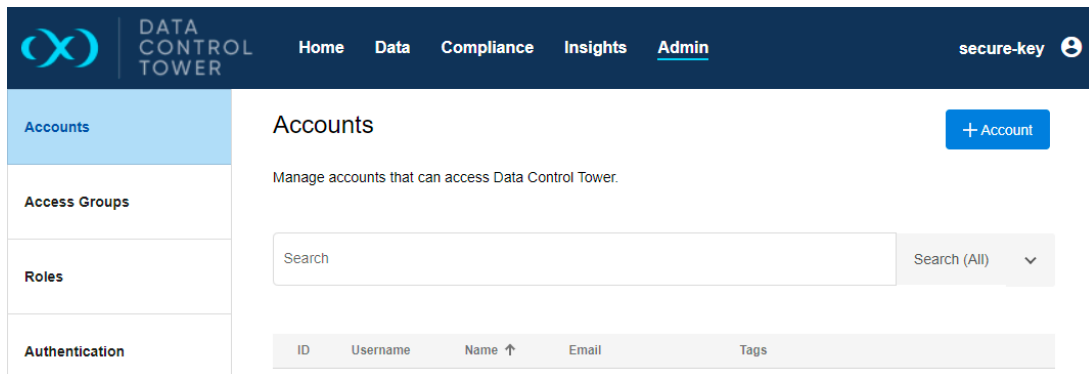 DATA
CONTROL
TOWER
Home Data Compliance Insights Admin secure-key
Accounts
Access Groups
Roles
Authentication
Accounts
+ Account
Manage accounts that can access Data Control Tower.
Search Search (All)
ID Username Name ↑ Email Tags